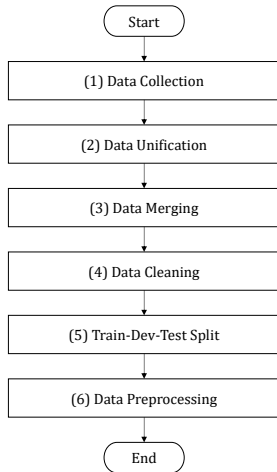 Start
(1) Data Collection
(2) Data Unification
(3) Data Merging
(4) Data Cleaning
(5) Train-Dev-Test Split
(6) Data Preprocessing
End